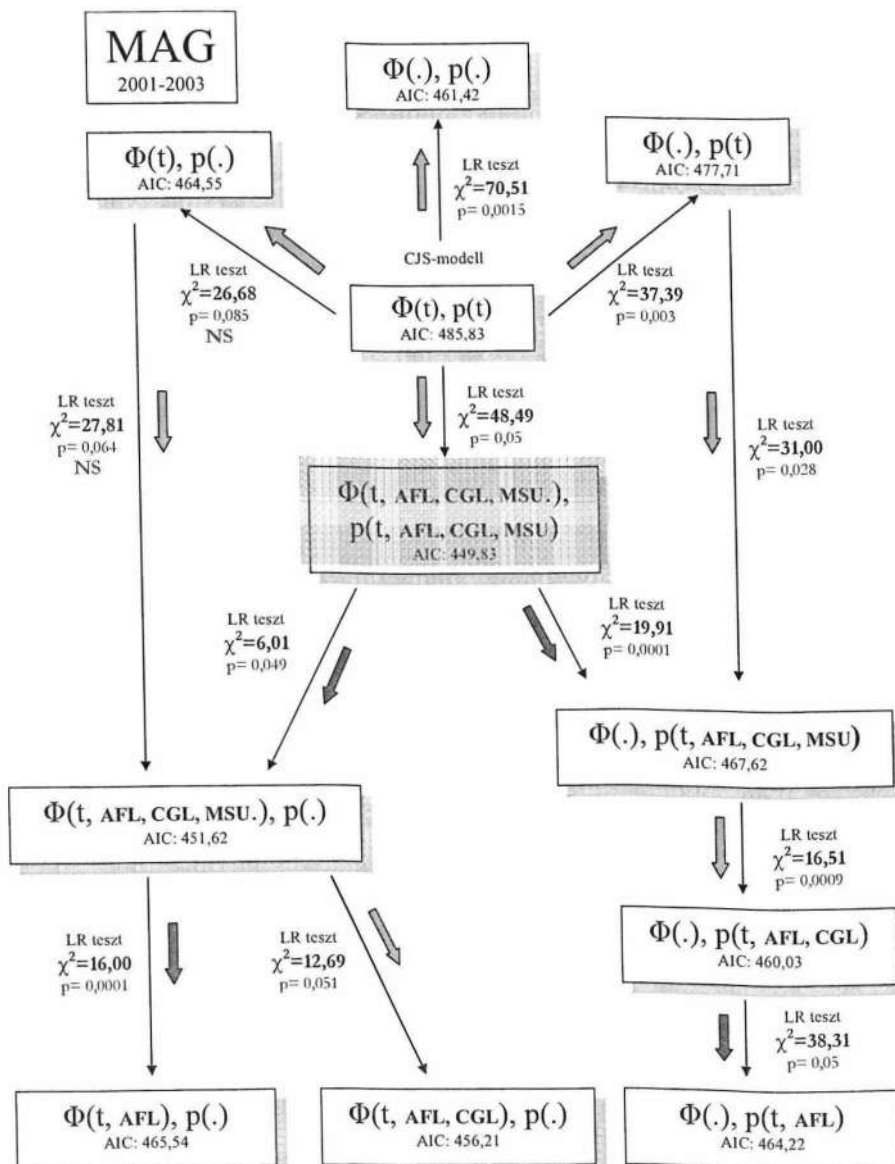 MAG
2001-2003
Φ(.), p(.)
AIC: 461,42
Φ(t), p(.)
AIC: 464,55
Φ(.), p(t)
AIC: 477,71
LR teszt
χ²=70,51
p= 0,0015
CJS-modell
LR teszt
χ²=26,68
p= 0,085
NS
Φ(t), p(t)
AIC: 485,83
LR teszt
χ²=37,39
p= 0,003
LR teszt
χ²=27,81
p= 0,064
NS
LR teszt
χ²=48,49
p= 0,05
LR teszt
χ²=31,00
p= 0,028
Φ(t, AFL, CGL, MSU.),
p(t, AFL, CGL, MSU)
AIC: 449,83
LR teszt
χ²=6,01
p= 0,049
LR teszt
χ²=19,91
p= 0,0001
Φ(.), p(t, AFL, CGL, MSU)
AIC: 467,62
Φ(t, AFL, CGL, MSU.), p(.)
AIC: 451,62
LR teszt
χ²=16,51
p= 0,0009
LR teszt
χ²=16,00
p= 0,0001
LR teszt
χ²=12,69
p= 0,051
Φ(.), p(t, AFL, CGL)
AIC: 460,03
LR teszt
χ²=38,31
p= 0,05
Φ(t, AFL), p(.)
AIC: 465,54
Φ(t, AFL, CGL), p(.)
AIC: 456,21
Φ(.), p(t, AFL)
AIC: 464,22